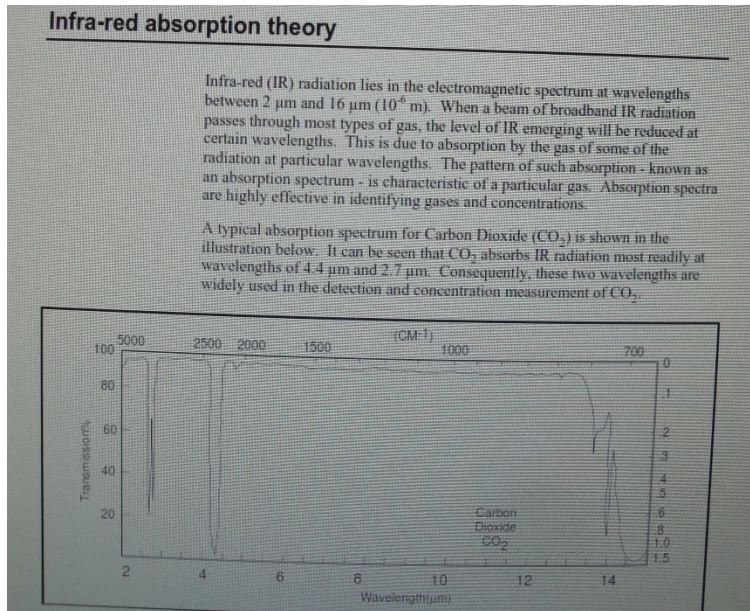 Infra-red absorption theory
Infra-red (IR) radiation lies in the electromagnetic spectrum at wavelengths
between 2 µm and 16 µm (10⁻⁶ m). When a beam of broadband IR radiation
passes through most types of gas, the level of IR emerging will be reduced at
certain wavelengths. This is due to absorption by the gas of some of the
radiation at particular wavelengths. The pattern of such absorption - known as
an absorption spectrum - is characteristic of a particular gas. Absorption spectra
are highly effective in identifying gases and concentrations.
A typical absorption spectrum for Carbon Dioxide (CO₂) is shown in the
illustration below. It can be seen that CO₂ absorbs IR radiation most readily at
wavelengths of 4.4 µm and 2.7 µm. Consequently, these two wavelengths are
widely used in the detection and concentration measurement of CO₂.
(CM-1)
5000 2500 2000 1500 1000 700
100
80
60
40
20
Transmission%
0
.1
.2
.3
.4
.5
.6
.8
1.0
1.5
Carbon
Dioxide
CO₂
2 4 6 8 10 12 14
Wavelength(µm)